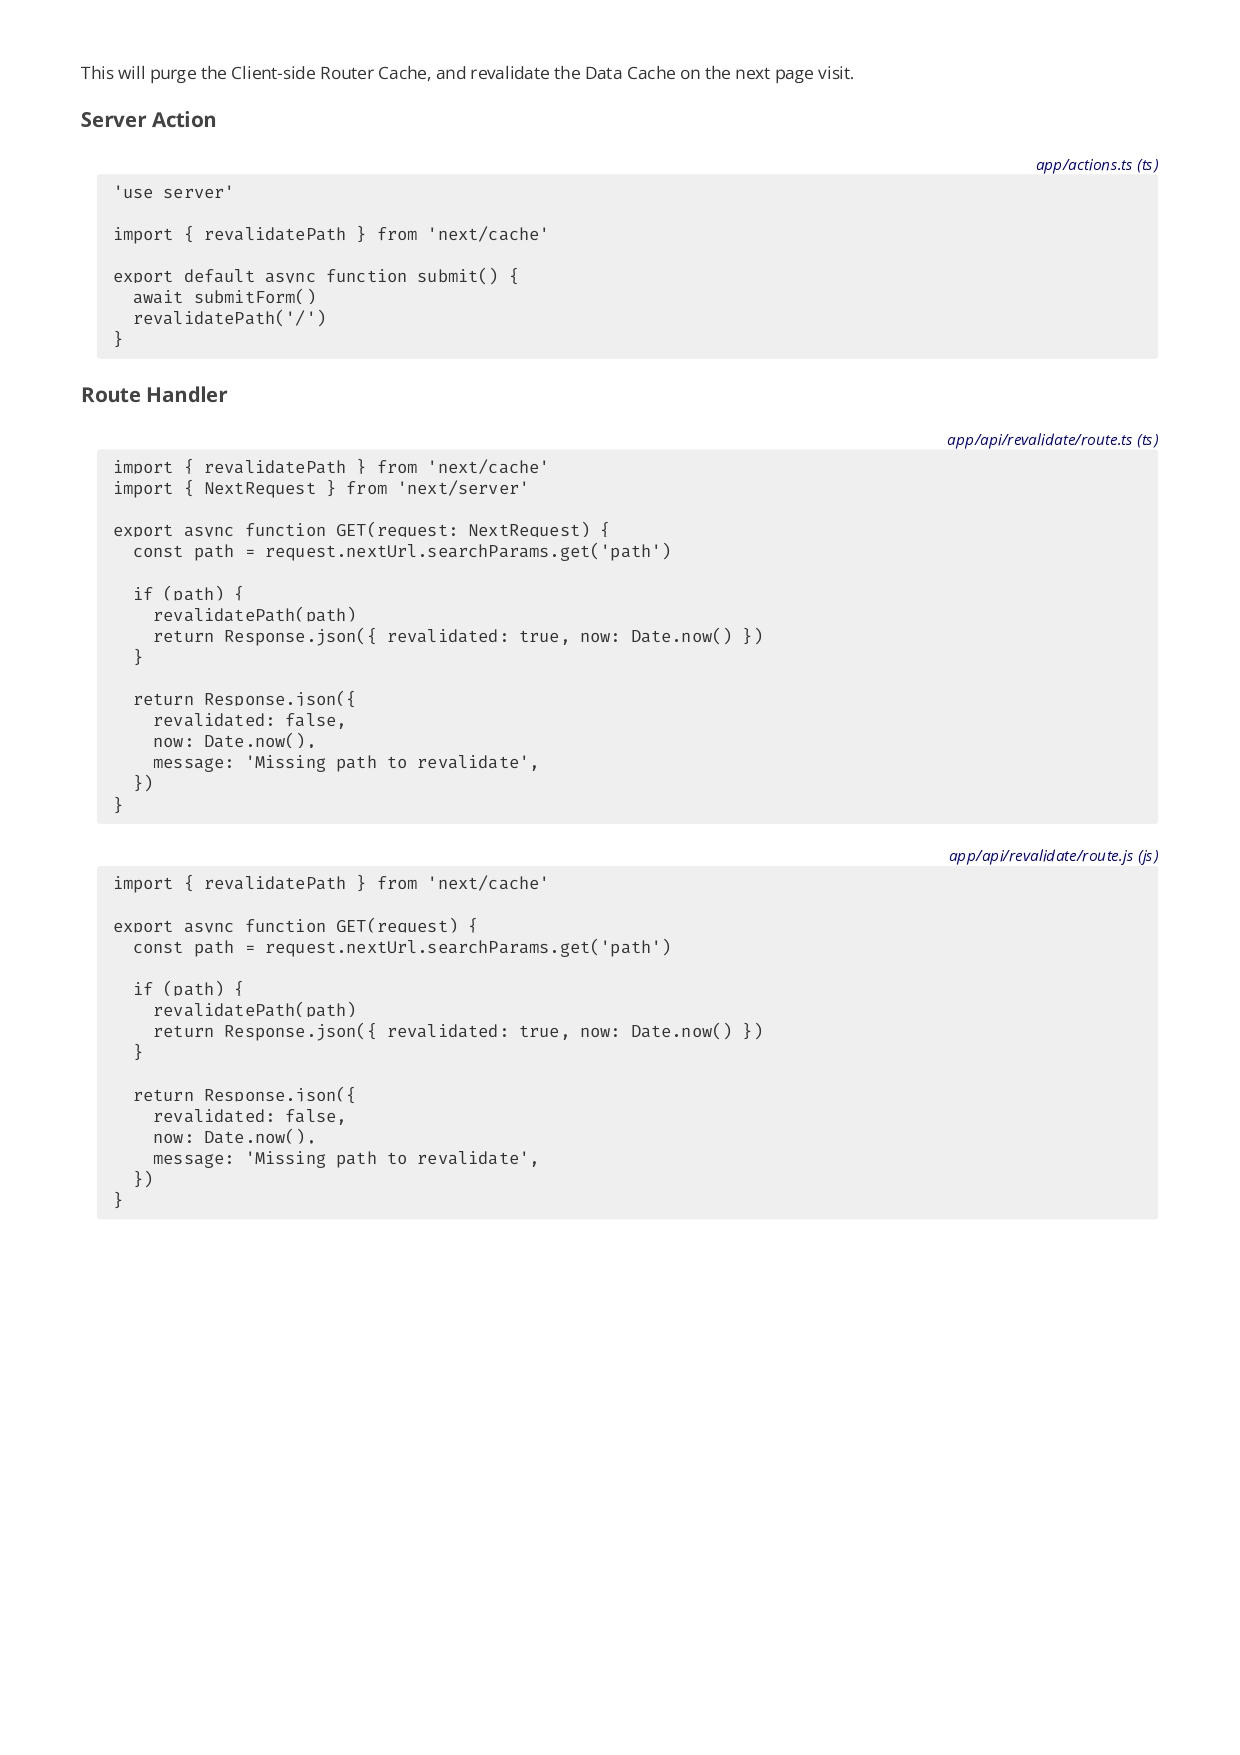 This will purge the Client-side Router Cache, and revalidate the Data Cache on the next page visit.
Server Action
app/actions.ts (ts)
'use server'

import { revalidatePath } from 'next/cache'

export default async function submit() {
  await submitForm()
  revalidatePath('/')
}
Route Handler
app/api/revalidate/route.ts (ts)
import { revalidatePath } from 'next/cache'
import { NextRequest } from 'next/server'

export async function GET(request: NextRequest) {
  const path = request.nextUrl.searchParams.get('path')

  if (path) {
    revalidatePath(path)
    return Response.json({ revalidated: true, now: Date.now() })
  }

  return Response.json({
    revalidated: false,
    now: Date.now(),
    message: 'Missing path to revalidate',
  })
}
app/api/revalidate/route.js (js)
import { revalidatePath } from 'next/cache'

export async function GET(request) {
  const path = request.nextUrl.searchParams.get('path')

  if (path) {
    revalidatePath(path)
    return Response.json({ revalidated: true, now: Date.now() })
  }

  return Response.json({
    revalidated: false,
    now: Date.now(),
    message: 'Missing path to revalidate',
  })
}